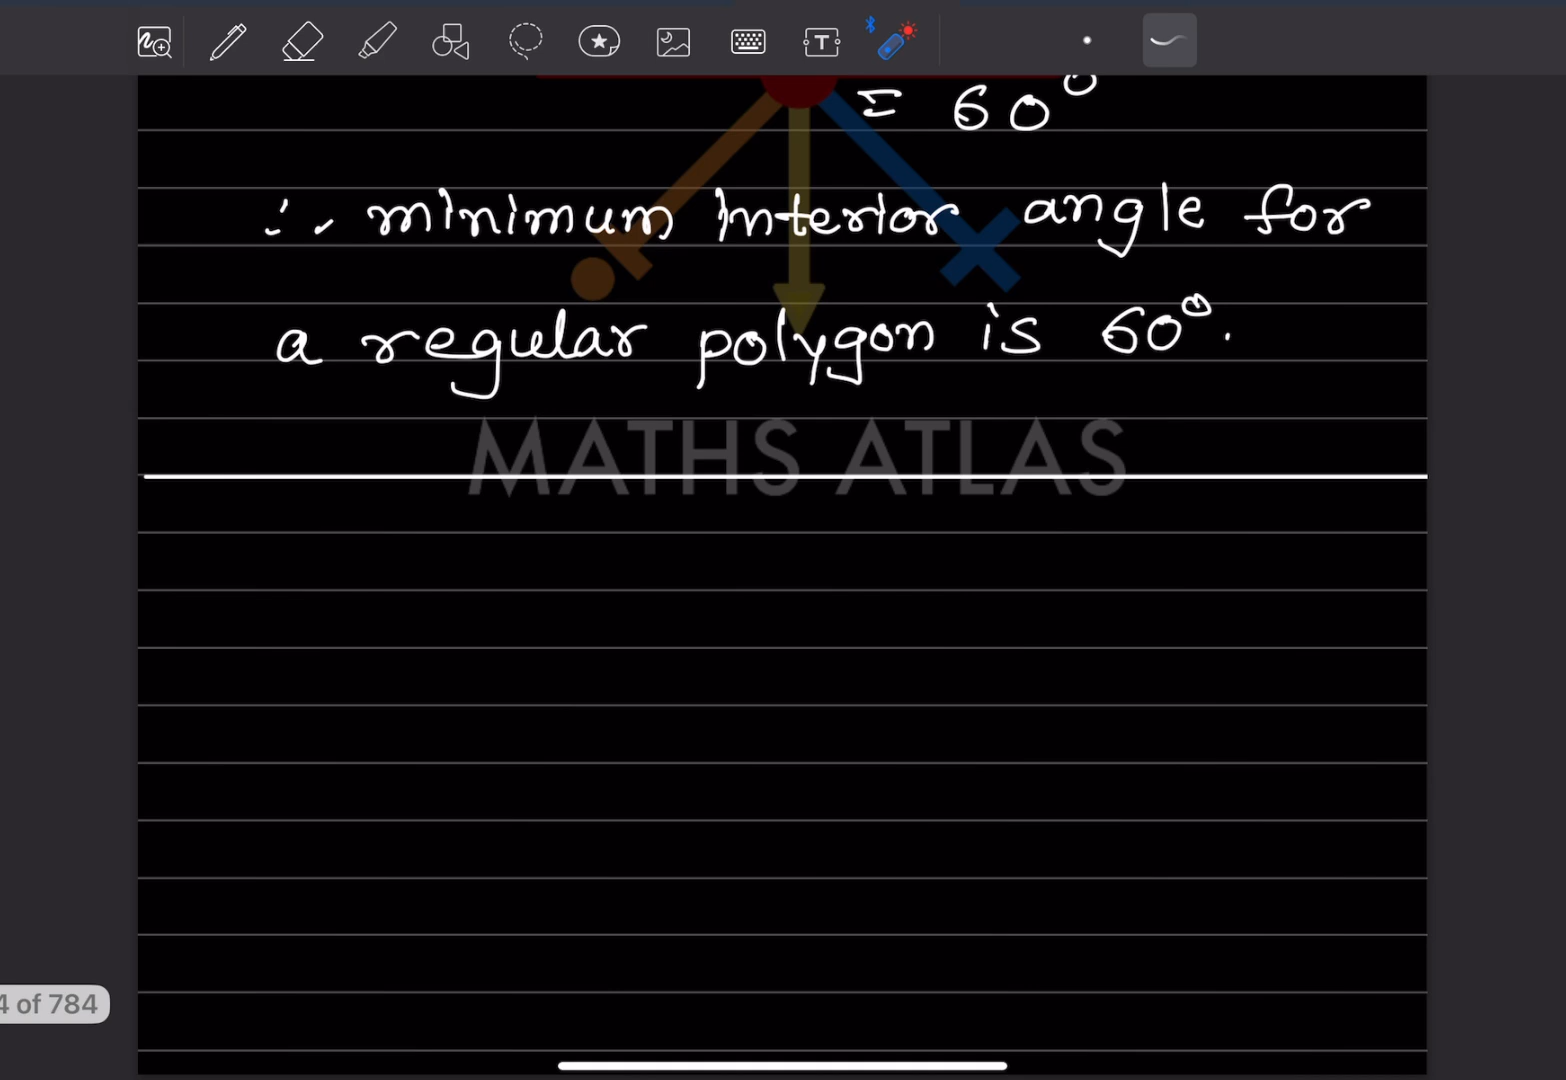 = 60°
∴ minimum interior angle for
a regular polygon is 60°.
MATHS ATLAS
4 of 784